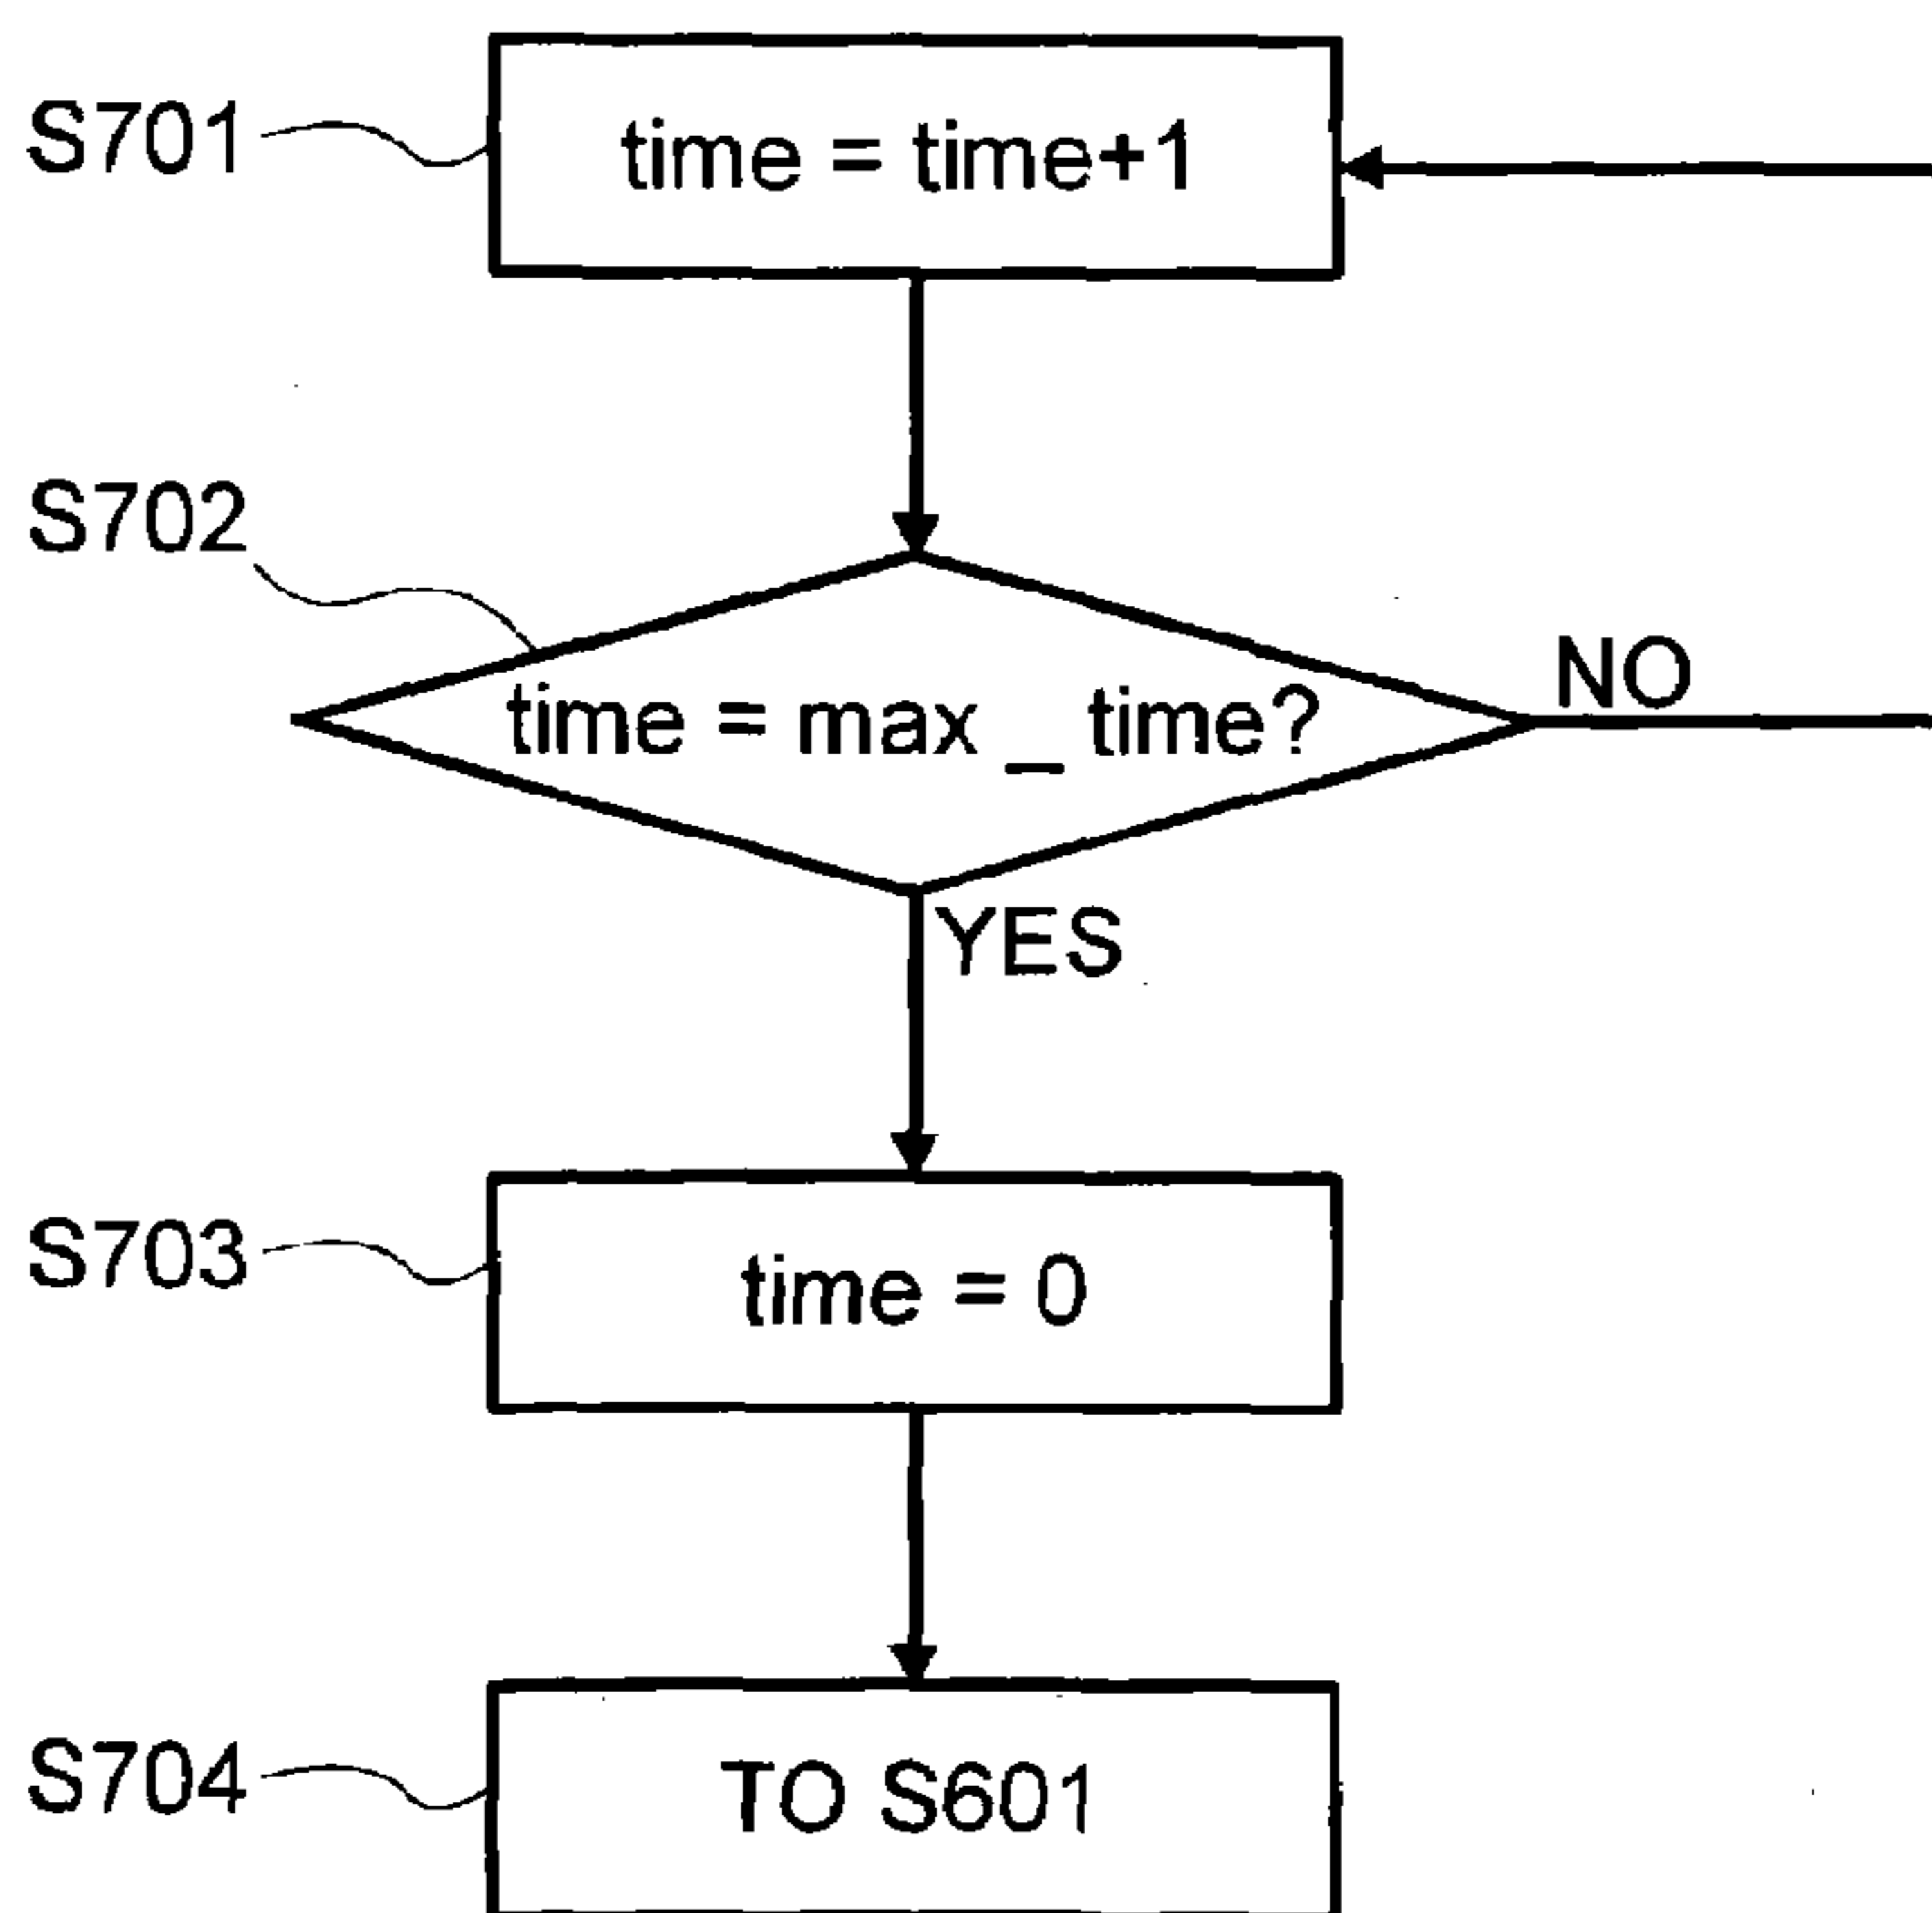 S701
time = time+1
S702
time = max _ time?
NO
YES
S703
time = 0
S704
TO S601